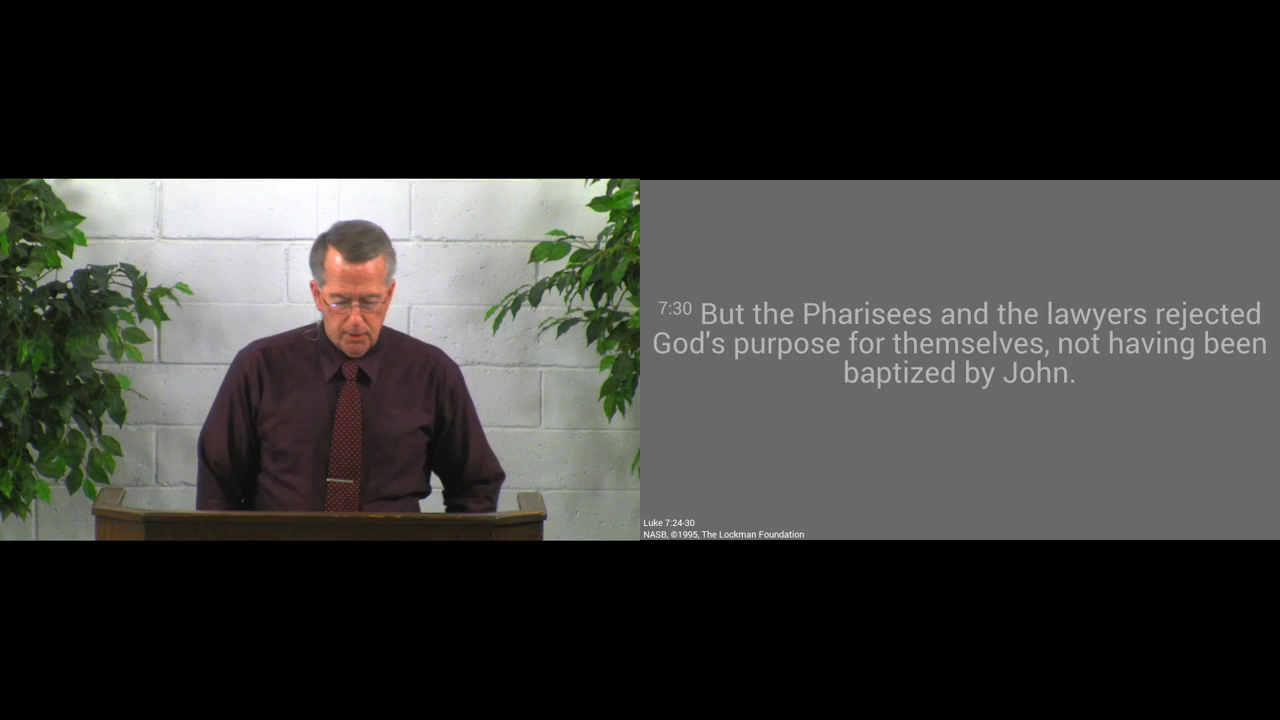 7:30 But the Pharisees and the lawyers rejected
God's purpose for themselves, not having been
baptized by John.
Luke 7:24-30
NASB, ©1995, The Lockman Foundation